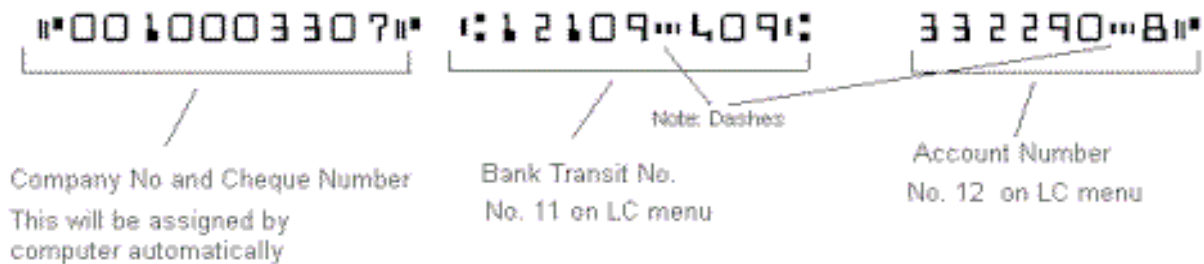 ⑈0010003307⑈ ⑆12109⑉409⑆ 332290⑉8⑈
Note: Dashes
Company No and Cheque Number
This will be assigned by
computer automatically
Bank Transit No.
No. 11 on LC menu
Account Number
No. 12 on LC menu